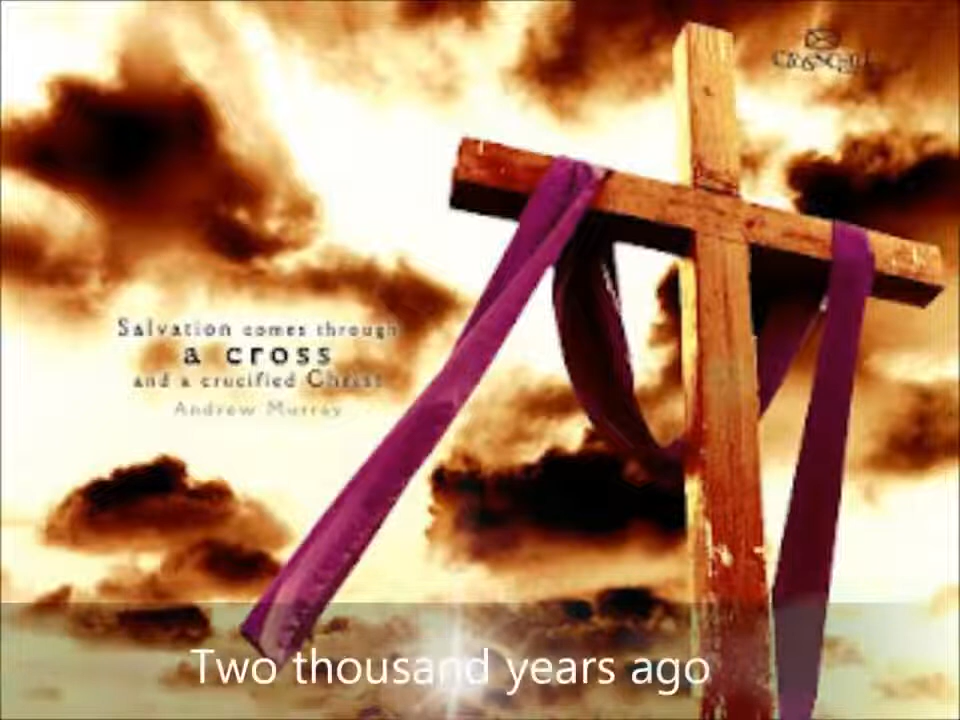 Salvation comes through
a cross
and a crucified Christ
Andrew Murray
Two thousand years ago